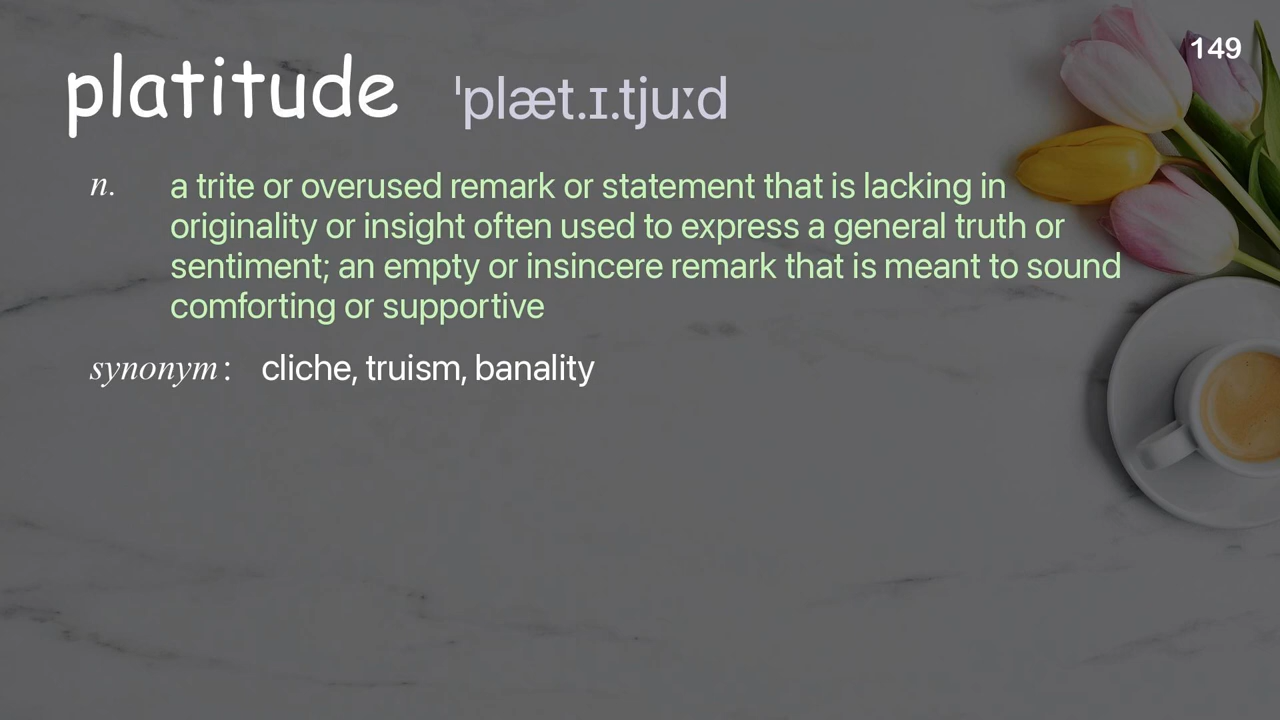 149
platitude ˈplæt.ɪ.tjuːd
n. a trite or overused remark or statement that is lacking in
originality or insight often used to express a general truth or
sentiment; an empty or insincere remark that is meant to sound
comforting or supportive
synonym: cliche, truism, banality